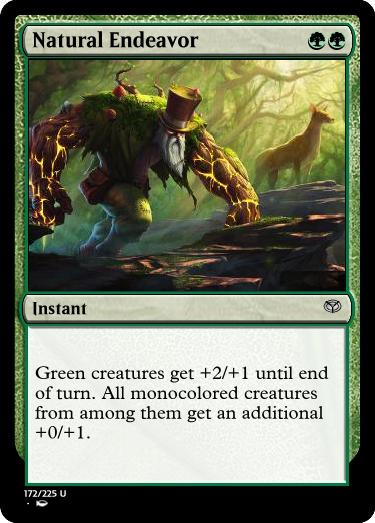 Natural Endeavor
Instant
Green creatures get +2/+1 until end
of turn. All monocolored creatures
from among them get an additional
+0/+1.
172/225 U